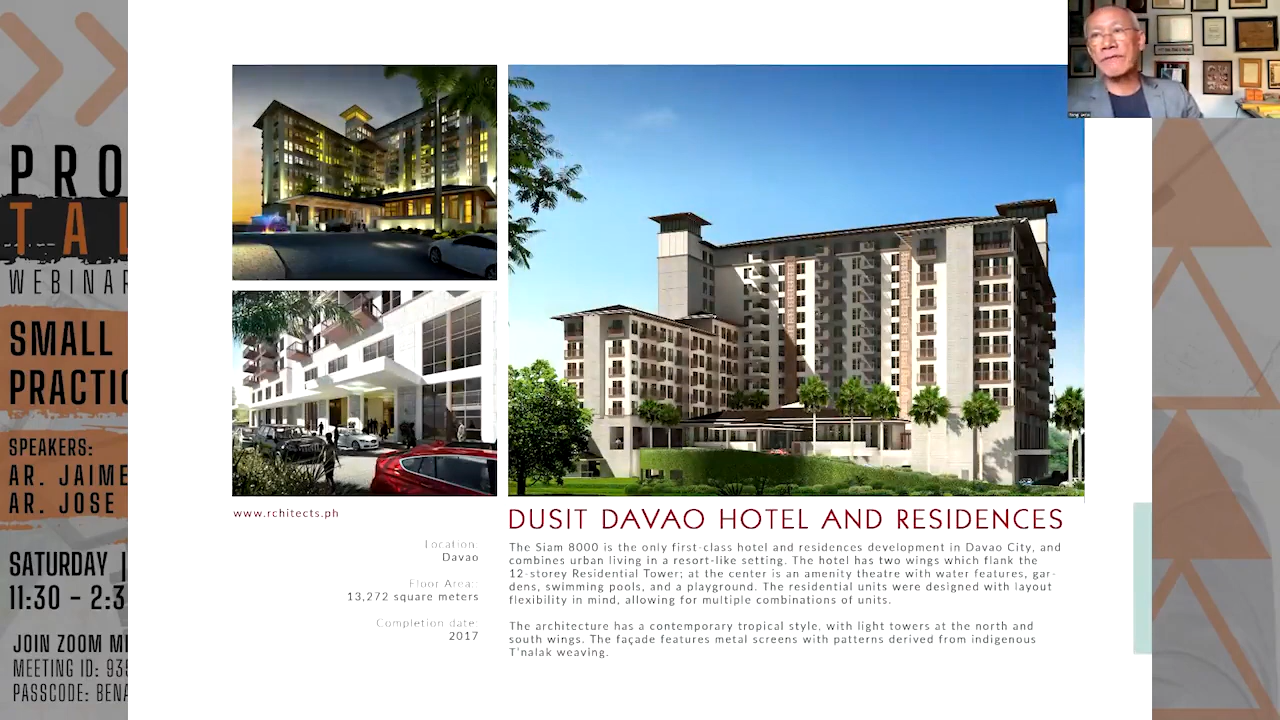 PRO
TAL
WEBINAR
SMALL
PRACTIC
SPEAKERS:
AR. JAIME
AR. JOSE
SATURDAY |
11:30 - 2:3
JOIN ZOOM ME
MEETING ID: 935
PASSCODE: BENA
www.rchitects.ph
Location:
Davao
Floor Area::
13,272 square meters
Completion date:
2017
DUSIT DAVAO HOTEL AND RESIDENCES
The Siam 8000 is the only first-class hotel and residences development in Davao City, and
combines urban living in a resort-like setting. The hotel has two wings which flank the
12-storey Residential Tower; at the center is an amenity theatre with water features, gar-
dens, swimming pools, and a playground. The residential units were designed with layout
flexibility in mind, allowing for multiple combinations of units.
The architecture has a contemporary tropical style, with light towers at the north and
south wings. The façade features metal screens with patterns derived from indigenous
T'nalak weaving.